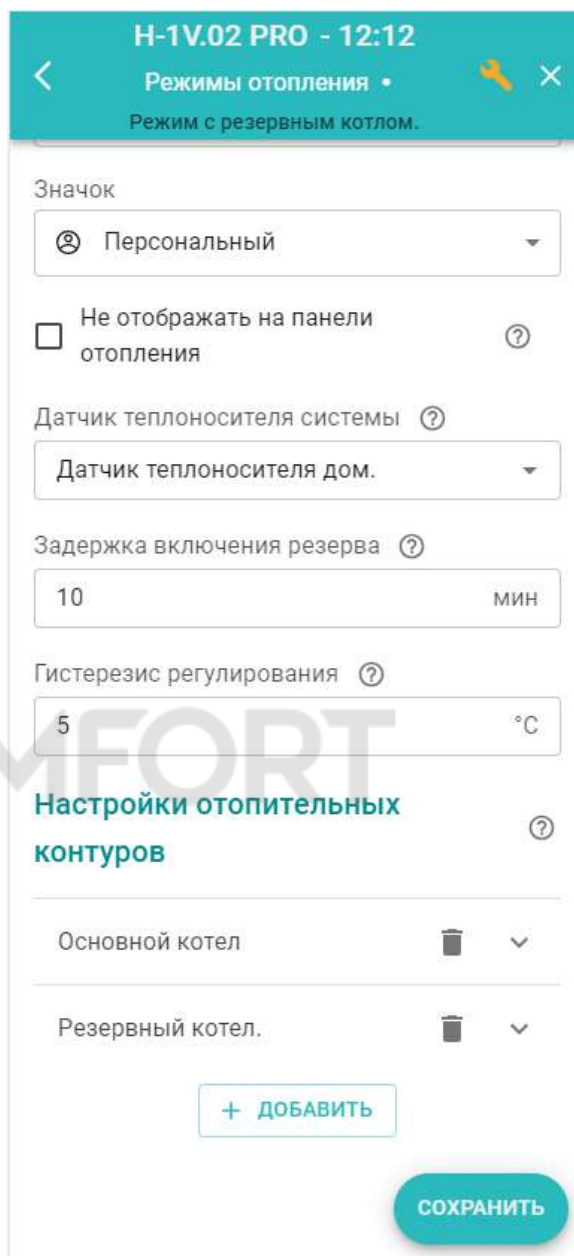 H-1V.02 PRO - 12:12
Режимы отопления •
Режим с резервным котлом.
Значок
Персональный
Не отображать на панели
отопления
Датчик теплоносителя системы
Датчик теплоносителя дом.
Задержка включения резерва
10 мин
Гистерезис регулирования
5 °C
MFORT
Настройки отопительных
контуров
Основной котел
Резервный котел.
+ ДОБАВИТЬ
СОХРАНИТЬ